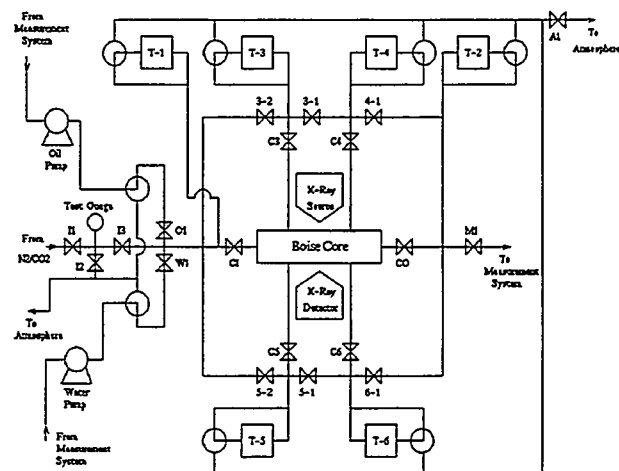 From
Measurement
System
T-1
T-3
T-4
T-2
A1
To
Atmosphere
3-2
3-1
4-1
C3
C4
Oil
Pump
Test Gauge
X-Ray
Source
I1
I3
O1
From
N2/CO2
I2
W1
CI
Boise Core
CO
M1
To
Measurement
System
To
Atmosphere
X-Ray
Detector
C5
C6
Water
Pump
5-2
5-1
6-1
From
Measurement
System
T-5
T-6